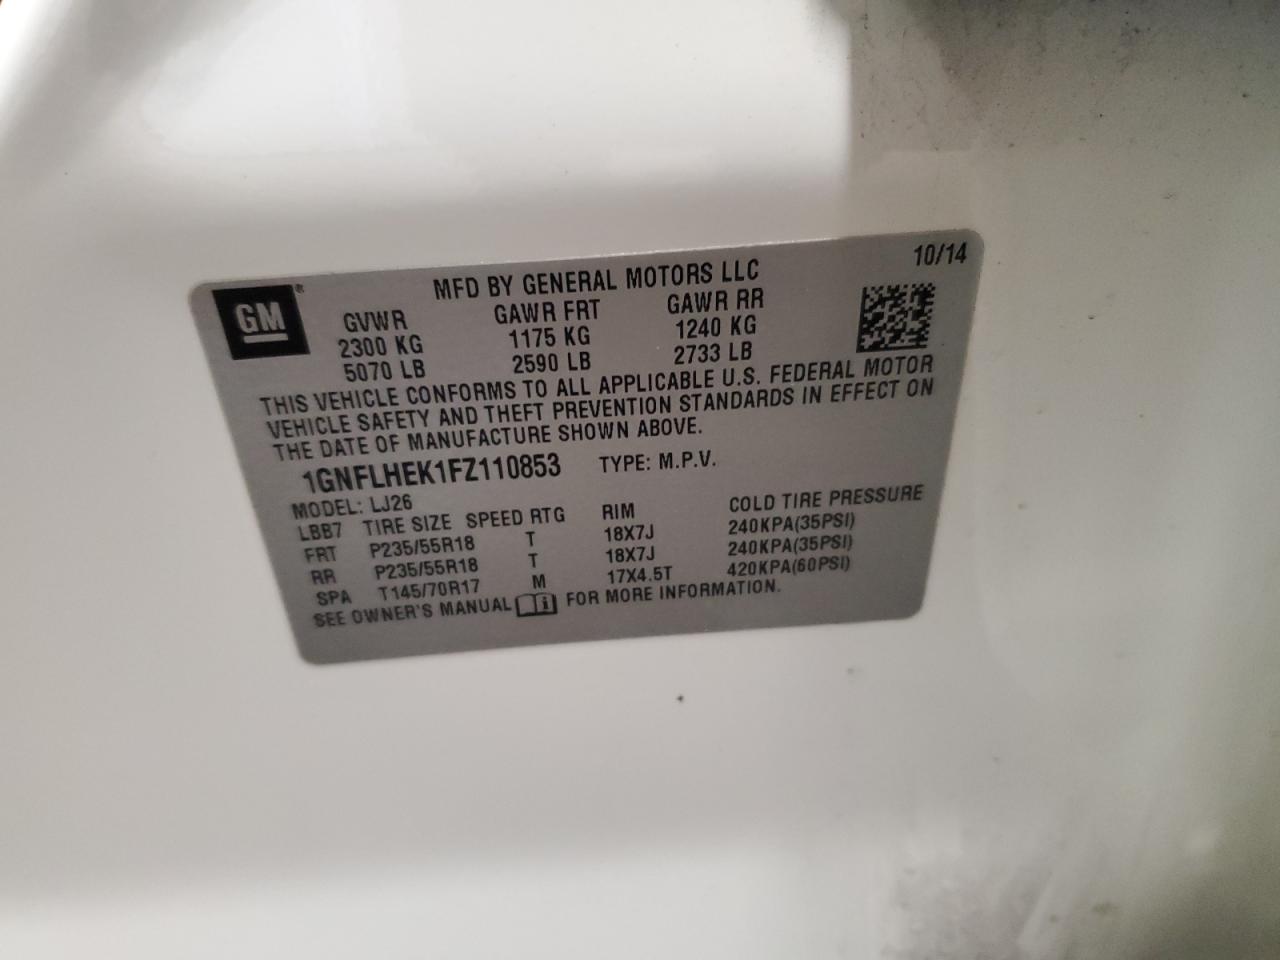 10/14
MFD BY GENERAL MOTORS LLC
GM®
GVWR GAWR FRT GAWR RR
2300 KG 1175 KG 1240 KG
5070 LB 2590 LB 2733 LB
THIS VEHICLE CONFORMS TO ALL APPLICABLE U.S. FEDERAL MOTOR
VEHICLE SAFETY AND THEFT PREVENTION STANDARDS IN EFFECT ON
THE DATE OF MANUFACTURE SHOWN ABOVE.
1GNFLHEK1FZ110853 TYPE: M.P.V.
MODEL: LJ26
LBB7 TIRE SIZE SPEED RTG RIM COLD TIRE PRESSURE
FRT P235/55R18 T 18X7J 240KPA(35PSI)
RR P235/55R18 T 18X7J 240KPA(35PSI)
SPA T145/70R17 M 17X4.5T 420KPA(60PSI)
SEE OWNER'S MANUAL i FOR MORE INFORMATION.